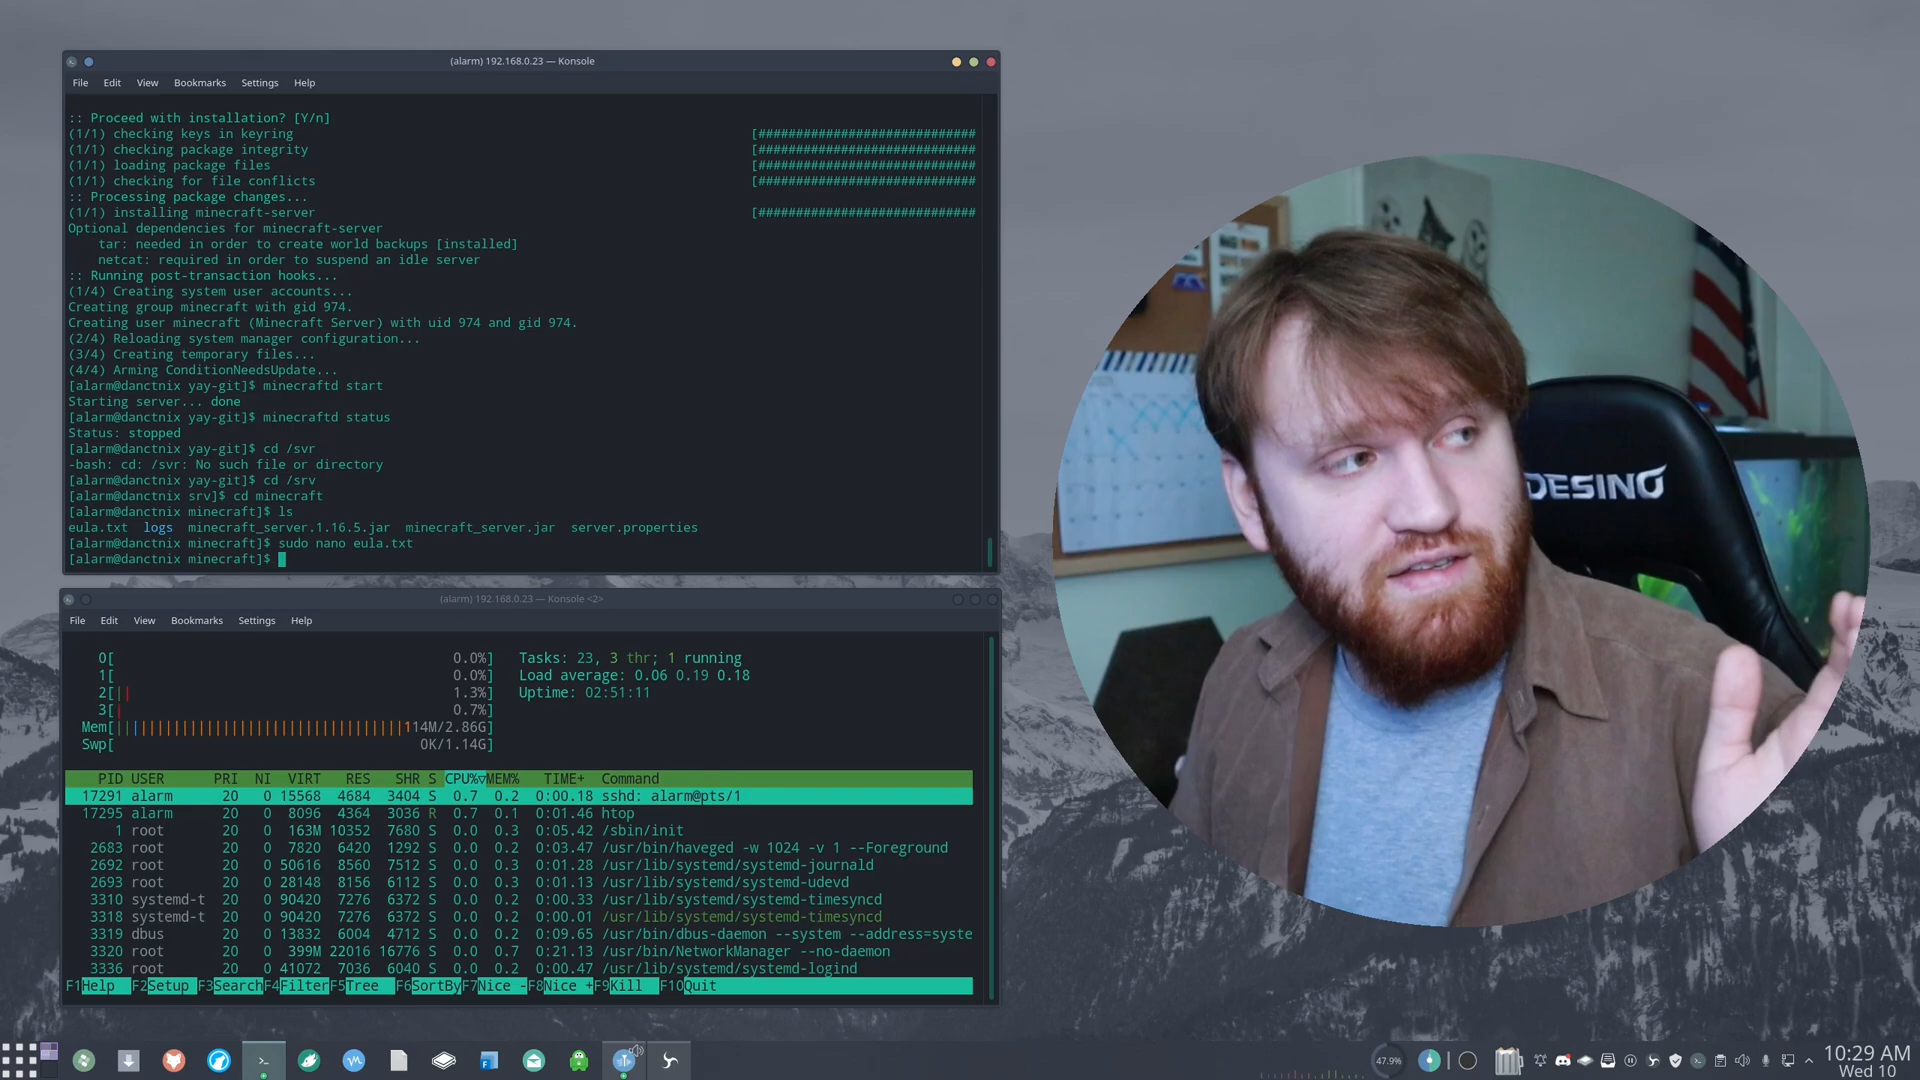 (alarm) 192.168.0.23 — Konsole
File Edit View Bookmarks Settings Help
:: Proceed with installation? [Y/n]
(1/1) checking keys in keyring [#############################
(1/1) checking package integrity [#############################
(1/1) loading package files [#############################
(1/1) checking for file conflicts [#############################
:: Processing package changes...
(1/1) installing minecraft-server [#############################
Optional dependencies for minecraft-server
tar: needed in order to create world backups [installed]
netcat: required in order to suspend an idle server
:: Running post-transaction hooks...
(1/4) Creating system user accounts...
Creating group minecraft with gid 974.
Creating user minecraft (Minecraft Server) with uid 974 and gid 974.
(2/4) Reloading system manager configuration...
(3/4) Creating temporary files...
(4/4) Arming ConditionNeedsUpdate...
[alarm@danctnix yay-git]$ minecraftd start
Starting server... done
[alarm@danctnix yay-git]$ minecraftd status
Status: stopped
[alarm@danctnix yay-git]$ cd /svr
-bash: cd: /svr: No such file or directory
[alarm@danctnix yay-git]$ cd /srv
[alarm@danctnix srv]$ cd minecraft
[alarm@danctnix minecraft]$ ls
eula.txt logs minecraft_server.1.16.5.jar minecraft_server.jar server.properties
[alarm@danctnix minecraft]$ sudo nano eula.txt
[alarm@danctnix minecraft]$
(alarm) 192.168.0.23 — Konsole <2>
File Edit View Bookmarks Settings Help
0[ 0.0%] Tasks: 23, 3 thr; 1 running
1[ 0.0%] Load average: 0.06 0.19 0.18
2[|| 1.3%] Uptime: 02:51:11
3[| 0.7%]
Mem[||||||||||||||||||||||||||||||||||114M/2.86G]
Swp[ 0K/1.14G]
PID USER PRI NI VIRT RES SHR S CPU%▽MEM% TIME+ Command
17291 alarm 20 0 15568 4684 3404 S 0.7 0.2 0:00.18 sshd: alarm@pts/1
17295 alarm 20 0 8096 4364 3036 R 0.7 0.1 0:01.46 htop
1 root 20 0 163M 10352 7680 S 0.0 0.3 0:05.42 /sbin/init
2683 root 20 0 7820 6420 1292 S 0.0 0.2 0:03.47 /usr/bin/haveged -w 1024 -v 1 --Foreground
2692 root 20 0 50616 8560 7512 S 0.0 0.3 0:01.28 /usr/lib/systemd/systemd-journald
2693 root 20 0 28148 8156 6112 S 0.0 0.3 0:01.13 /usr/lib/systemd/systemd-udevd
3310 systemd-t 20 0 90420 7276 6372 S 0.0 0.2 0:00.33 /usr/lib/systemd/systemd-timesyncd
3318 systemd-t 20 0 90420 7276 6372 S 0.0 0.2 0:00.01 /usr/lib/systemd/systemd-timesyncd
3319 dbus 20 0 13832 6004 4712 S 0.0 0.2 0:09.65 /usr/bin/dbus-daemon --system --address=syste
3320 root 20 0 399M 22016 16776 S 0.0 0.7 0:21.13 /usr/bin/NetworkManager --no-daemon
3336 root 20 0 41072 7036 6040 S 0.0 0.2 0:00.47 /usr/lib/systemd/systemd-logind
F1Help F2Setup F3SearchF4FilterF5Tree F6SortByF7Nice -F8Nice +F9Kill F10Quit
DESINO
47.9%
10:29 AM
Wed 10